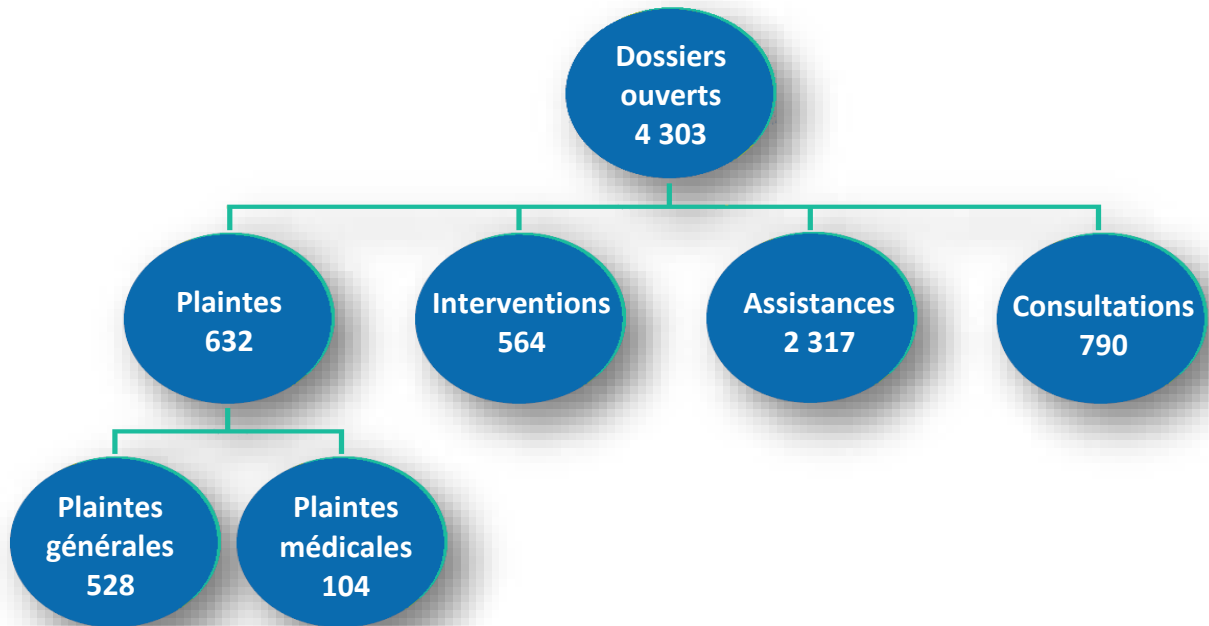 Dossiers
ouverts
4 303
Plaintes
632
Interventions
564
Assistances
2 317
Consultations
790
Plaintes
générales
528
Plaintes
médicales
104